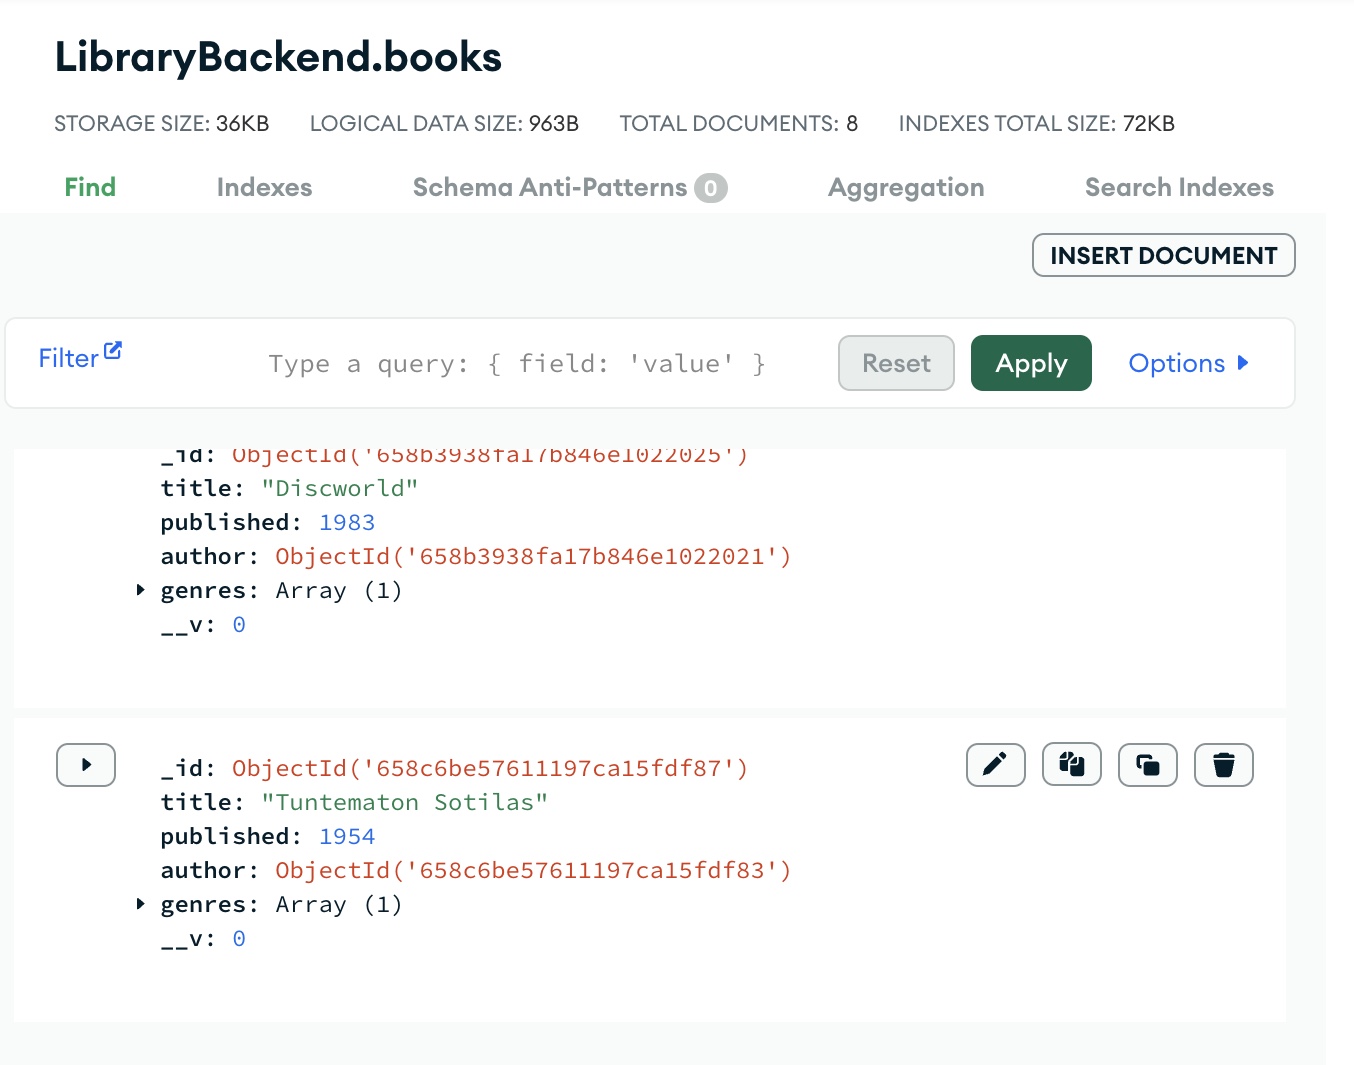 LibraryBackend.books
STORAGE SIZE: 36KB LOGICAL DATA SIZE: 963B TOTAL DOCUMENTS: 8 INDEXES TOTAL SIZE: 72KB
Find Indexes Schema Anti-Patterns 0 Aggregation Search Indexes
INSERT DOCUMENT
Filter Type a query: { field: 'value' } Reset Apply Options
_id: ObjectId('658b3938fa17b846e1022025')
title: "Discworld"
published: 1983
author: ObjectId('658b3938fa17b846e1022021')
genres: Array (1)
__v: 0
_id: ObjectId('658c6be57611197ca15fdf87')
title: "Tuntematon Sotilas"
published: 1954
author: ObjectId('658c6be57611197ca15fdf83')
genres: Array (1)
__v: 0